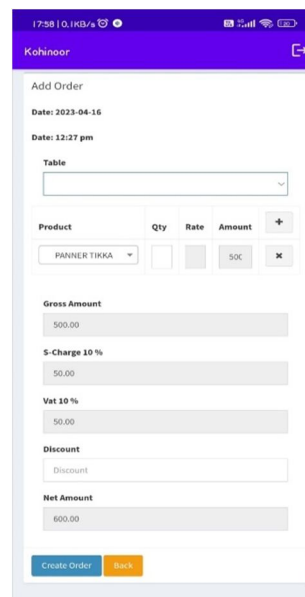 17:58 | 0.1KB/s
Kohinoor
Add Order
Date: 2023-04-16
Date: 12:27 pm
Table
Product Qty Rate Amount +
PANNER TIKKA 500
Gross Amount
500.00
S-Charge 10 %
50.00
Vat 10 %
50.00
Discount
Discount
Net Amount
600.00
Create Order Back